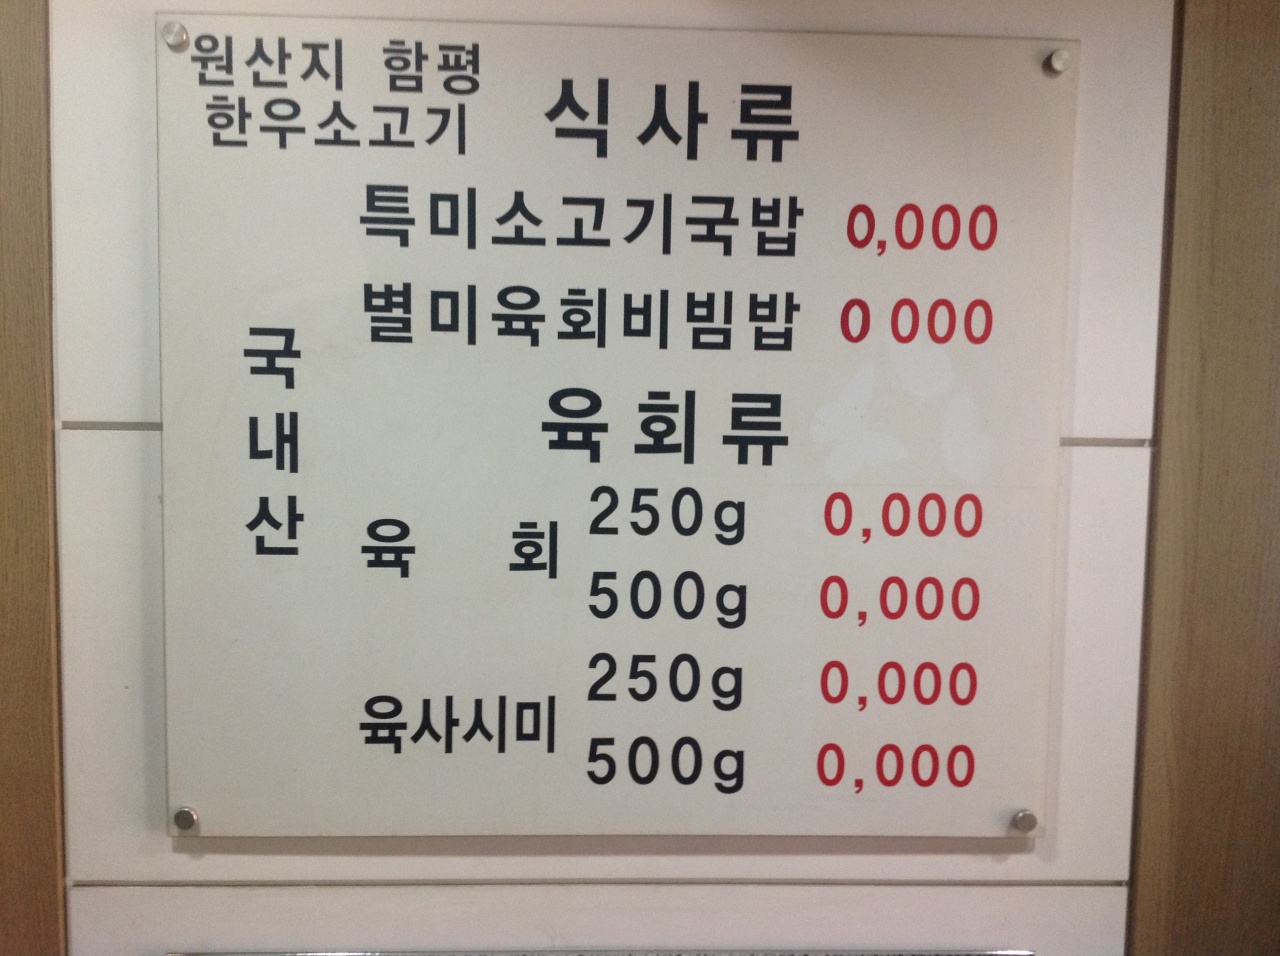 원산지 함평
한우소고기
식사류
특미소고기국밥 0,000
별미육회비빔밥 0 000
국내산
육회류
육 회 250g 0,000
500g 0,000
육사시미 250g 0,000
500g 0,000